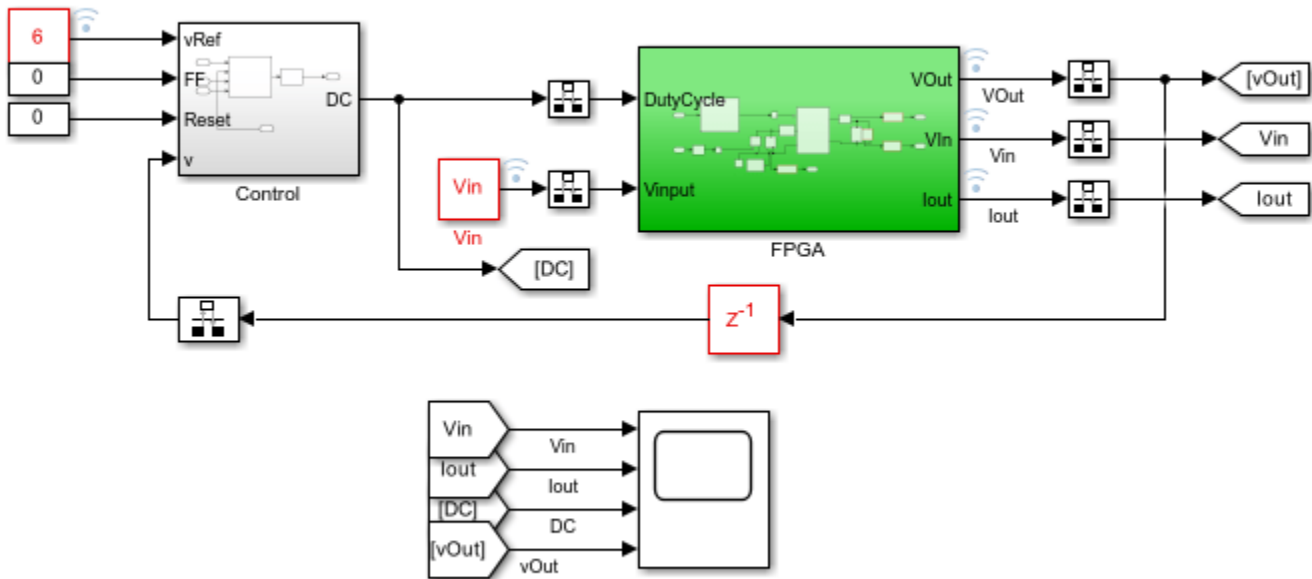 6
0
0
vRef
FF
Reset
v
DC
Control
Vin
Vin
[DC]
DutyCycle
Vinput
VOut
VIn
Iout
FPGA
VOut
Vin
Iout
[vOut]
Vin
Iout
Z-1
Vin
Iout
[DC]
[vOut]
Vin
Iout
DC
vOut